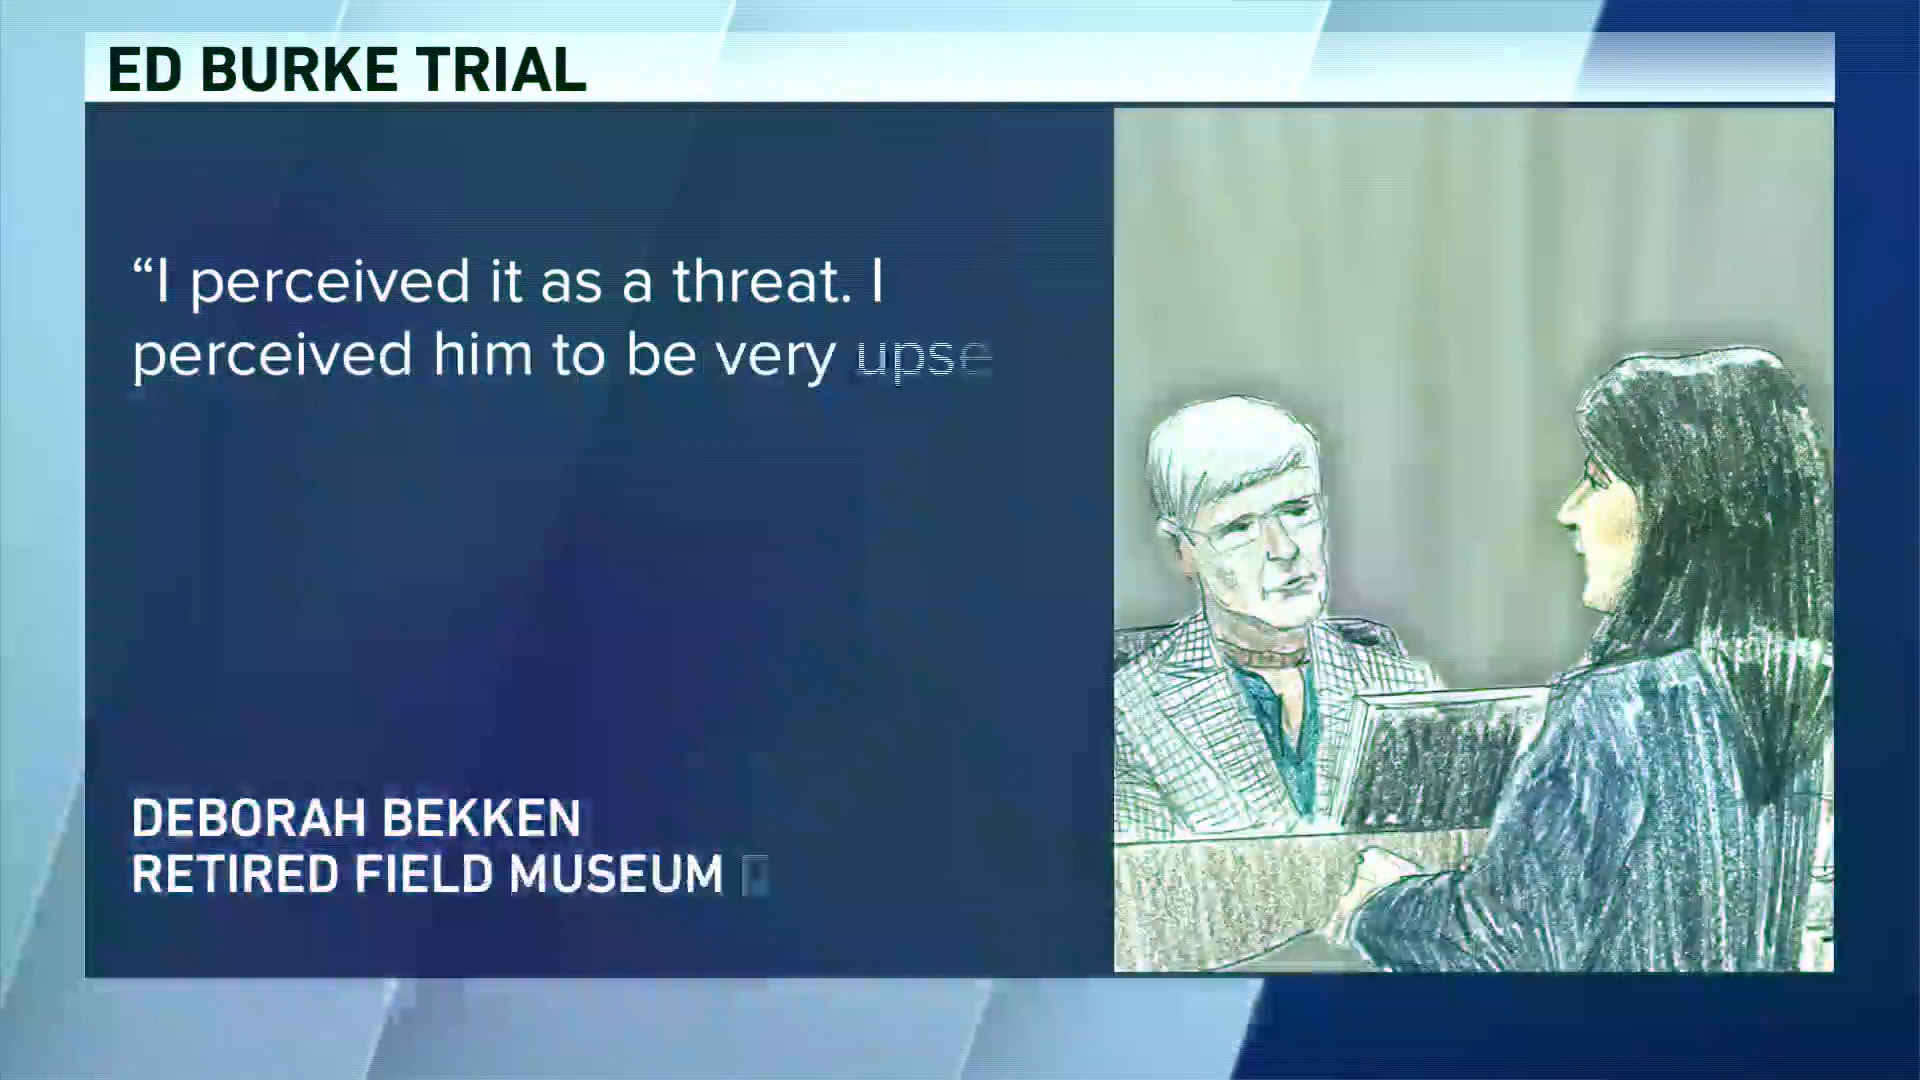 ED BURKE TRIAL
“I perceived it as a threat. I
perceived him to be very upse
DEBORAH BEKKEN
RETIRED FIELD MUSEUM